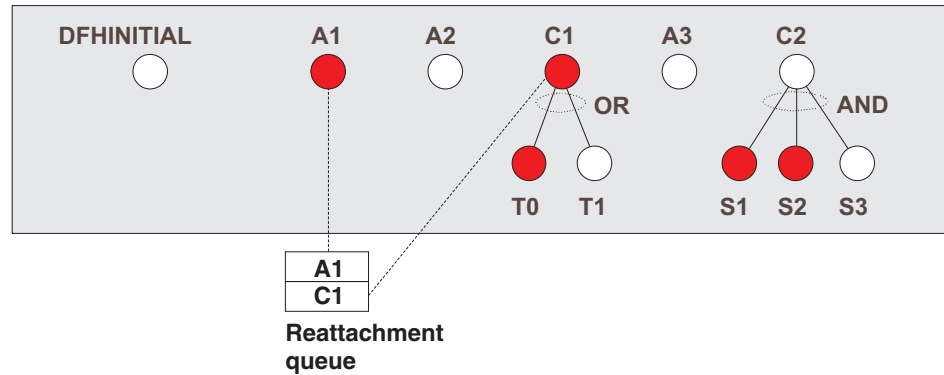 DFHINITIAL A1 A2 C1 A3 C2
OR AND
T0 T1 S1 S2 S3
A1
C1
Reattachment
queue